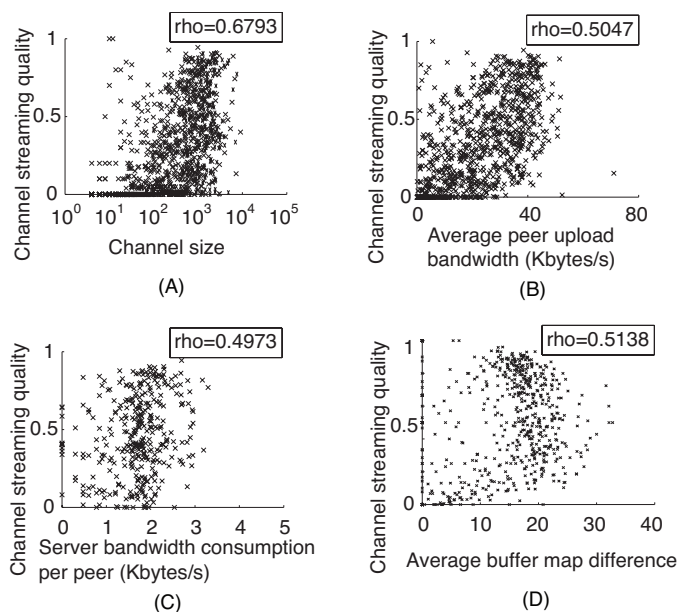 rho=0.6793
Channel streaming quality
1
0.5
0
10^0 10^1 10^2 10^3 10^4 10^5
Channel size
(A)
rho=0.5047
Channel streaming quality
1
0.5
0
0 40 80
Average peer upload
bandwidth (Kbytes/s)
(B)
rho=0.4973
Channel streaming quality
1
0.5
0
0 1 2 3 4 5
Server bandwidth consumption
per peer (Kbytes/s)
(C)
rho=0.5138
Channel streaming quality
1
0.5
0
0 10 20 30 40
Average buffer map difference
(D)